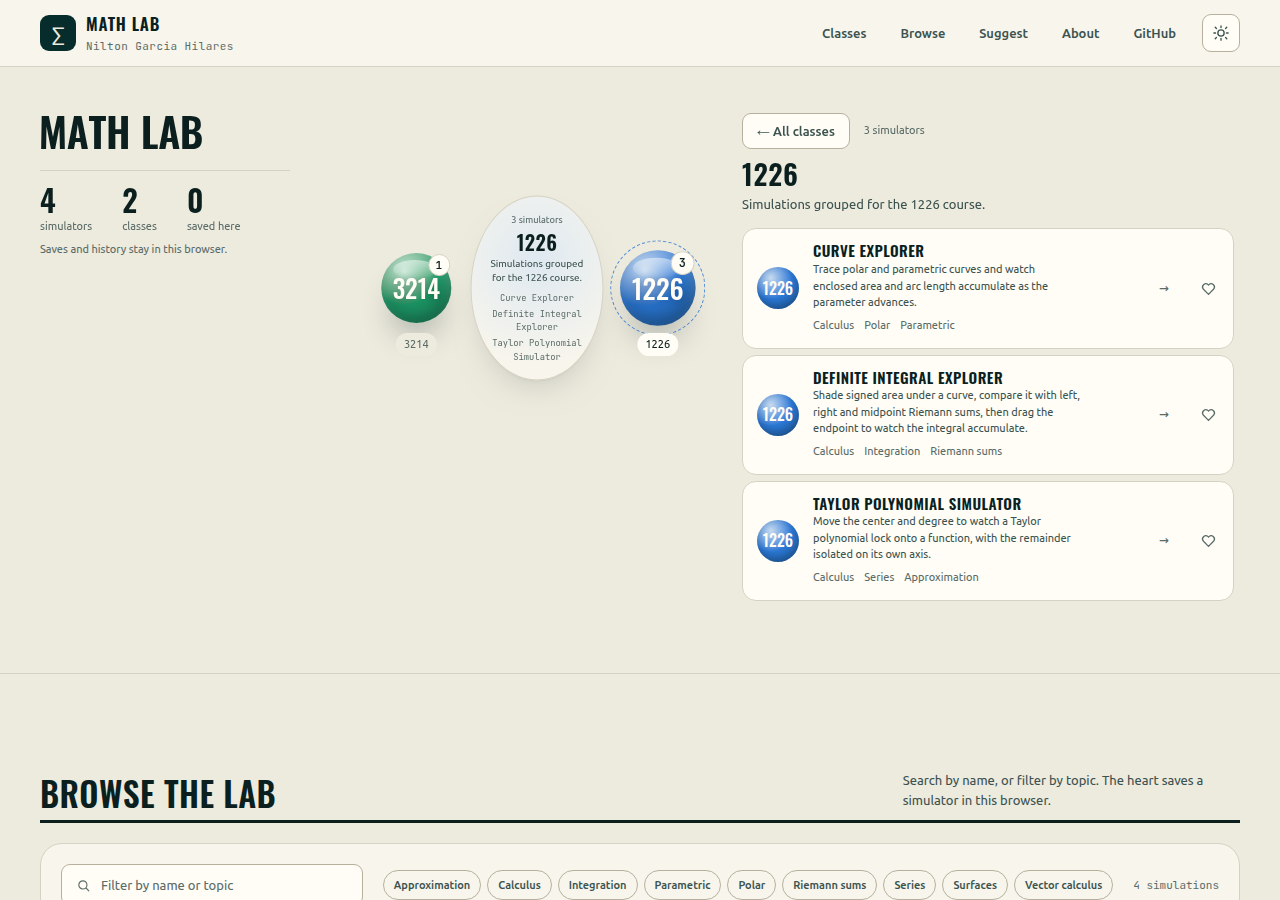 ∑
MATH LAB
Nilton Garcia Hilares
Classes
Browse
Suggest
About
GitHub
MATH LAB
4
simulators
2
classes
0
saved here
Saves and history stay in this browser.
3214
1
3214
3 simulators
1226
Simulations grouped
for the 1226 course.
Curve Explorer
Definite Integral
Explorer
Taylor Polynomial
Simulator
1226
3
1226
← All classes
3 simulators
1226
Simulations grouped for the 1226 course.
1226
CURVE EXPLORER
Trace polar and parametric curves and watch
enclosed area and arc length accumulate as the
parameter advances.
Calculus Polar Parametric
→
1226
DEFINITE INTEGRAL EXPLORER
Shade signed area under a curve, compare it with left,
right and midpoint Riemann sums, then drag the
endpoint to watch the integral accumulate.
Calculus Integration Riemann sums
→
1226
TAYLOR POLYNOMIAL SIMULATOR
Move the center and degree to watch a Taylor
polynomial lock onto a function, with the remainder
isolated on its own axis.
Calculus Series Approximation
→
BROWSE THE LAB
Search by name, or filter by topic. The heart saves a
simulator in this browser.
Filter by name or topic
Approximation
Calculus
Integration
Parametric
Polar
Riemann sums
Series
Surfaces
Vector calculus
4 simulations